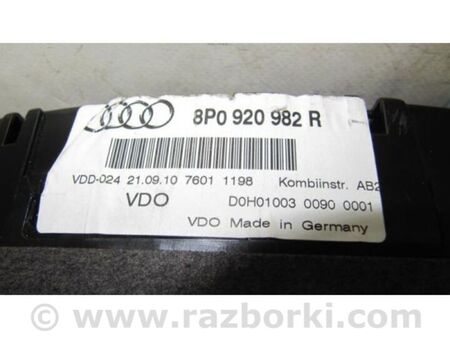 8P0 920 982 R
VDD-024 21.09.10 7601 1198 Kombiinstr. AB2
VDO D0H01003 0090 0001
VDO Made in Germany
© www.razborki.com